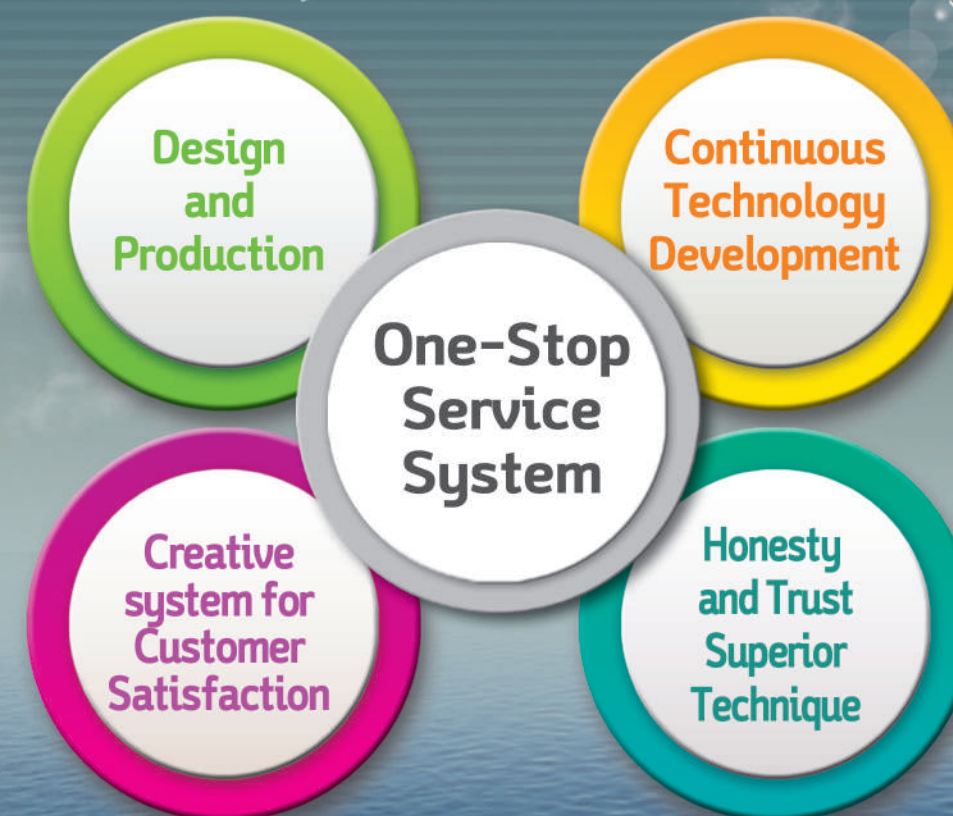 Design
and
Production
Continuous
Technology
Development
One-Stop
Service
System
Creative
system for
Customer
Satisfaction
Honesty
and Trust
Superior
Technique